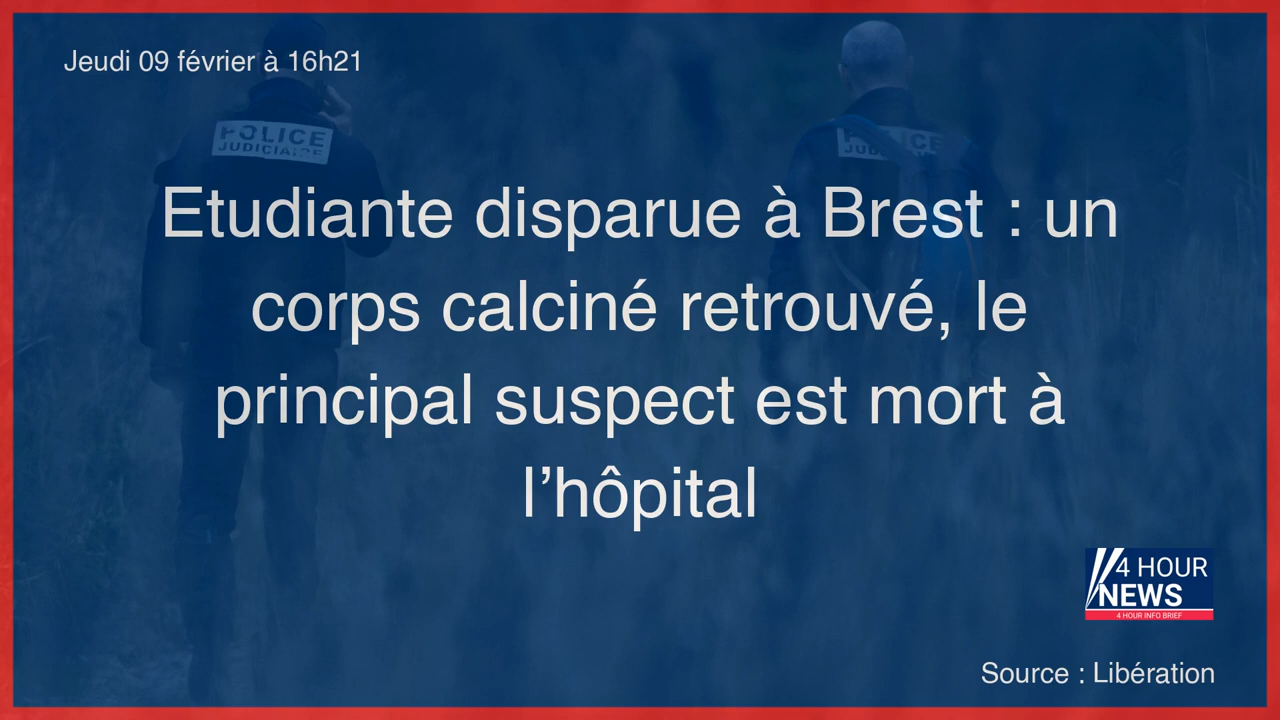 Jeudi 09 février à 16h21
POLICE
JUDICIAIRE
POLICE
Etudiante disparue à Brest : un
corps calciné retrouvé, le
principal suspect est mort à
l’hôpital
4 HOUR
NEWS
4 HOUR INFO BRIEF
Source : Libération